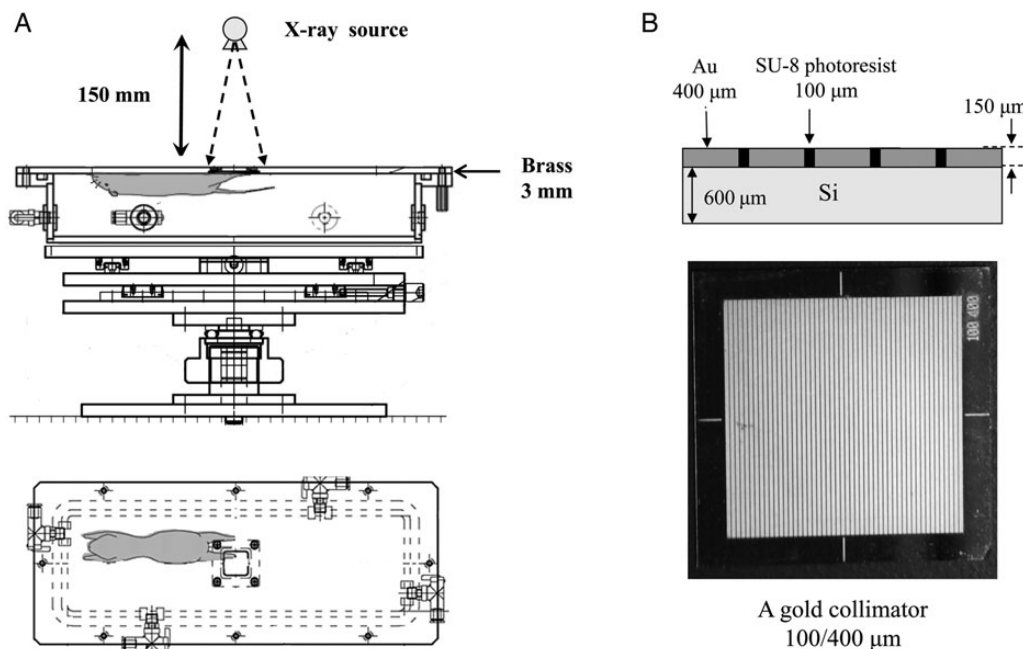 A
X-ray source
150 mm
Brass
3 mm
B
Au
400 μm
SU-8 photoresist
100 μm
150 μm
600 μm
Si
100 400
A gold collimator
100/400 μm